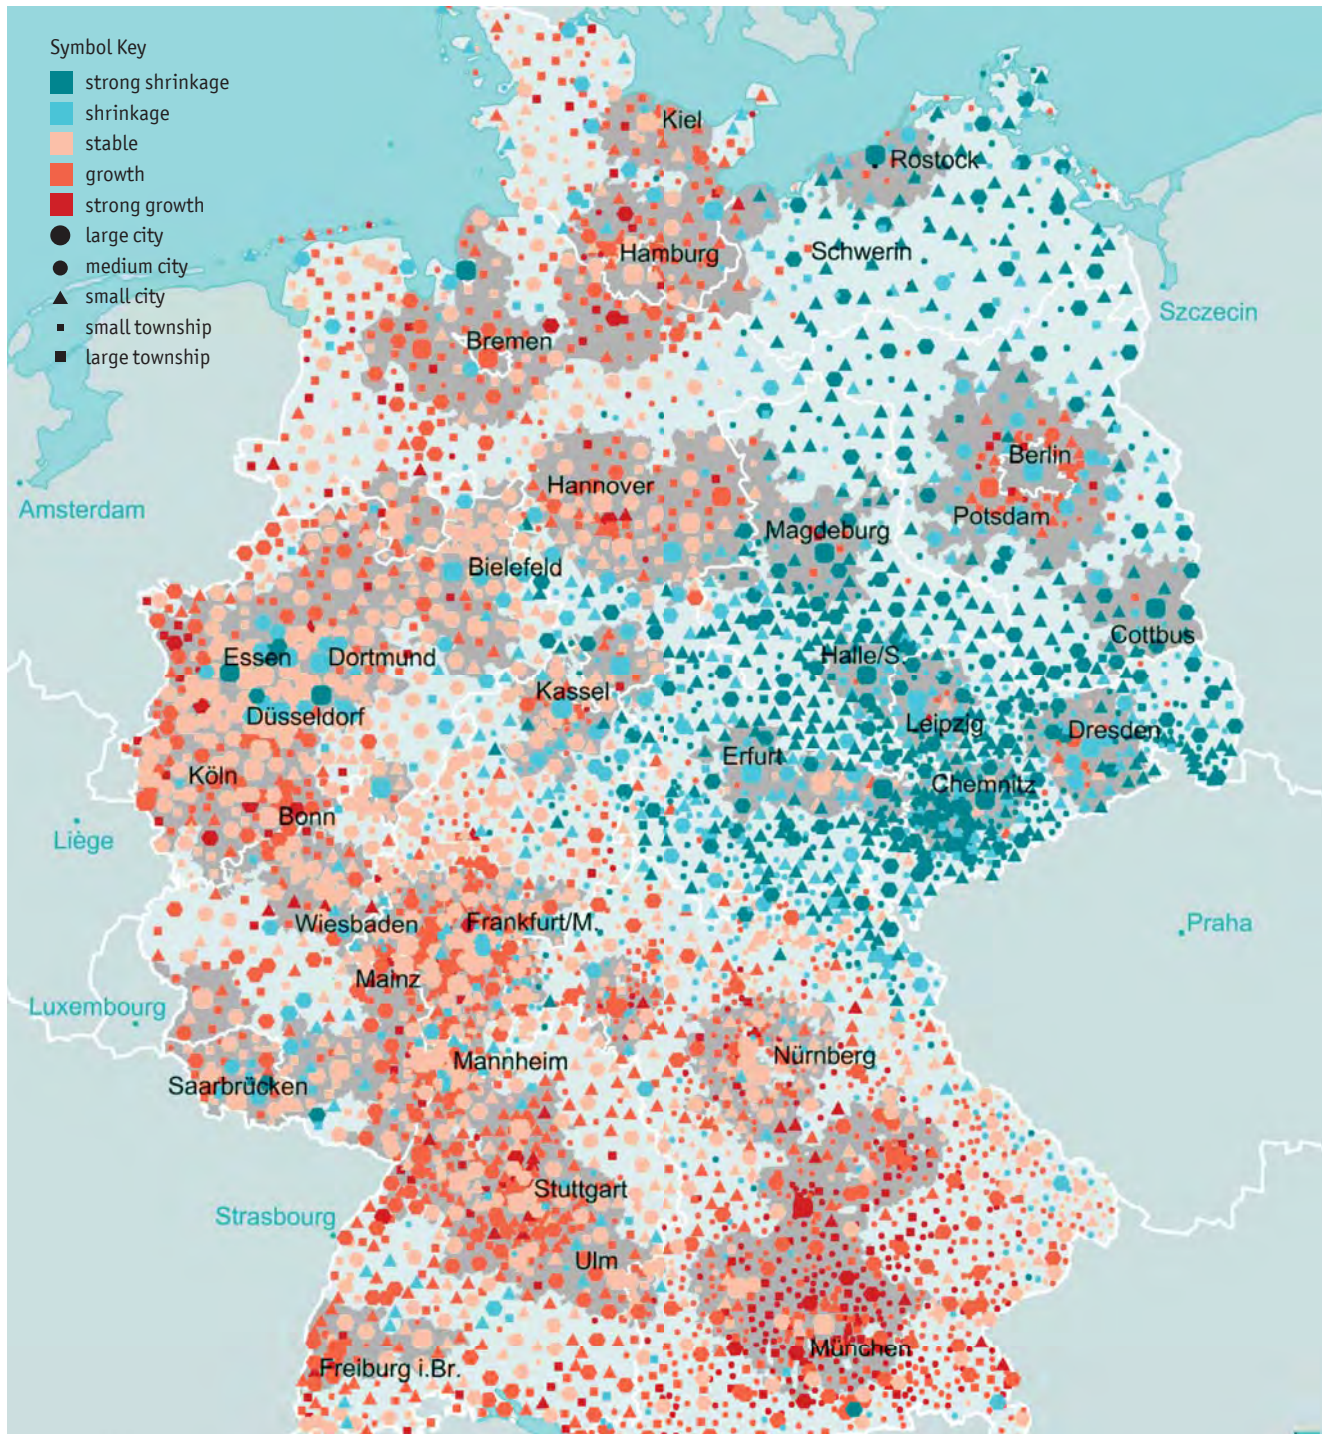 Symbol Key
strong shrinkage
shrinkage
stable
growth
strong growth
large city
medium city
small city
small township
large township
Kiel
Rostock
Hamburg
Schwerin
Szczecin
Bremen
Berlin
Hannover
Amsterdam
Potsdam
Magdeburg
Bielefeld
Cottbus
Essen
Dortmund
Halle/S.
Kassel
Düsseldorf
Leipzig
Dresden
Erfurt
Köln
Chemnitz
Bonn
Liège
Wiesbaden
Frankfurt/M.
Praha
Mainz
Luxembourg
Mannheim
Nürnberg
Saarbrücken
Stuttgart
Strasbourg
Ulm
München
Freiburg i.Br.